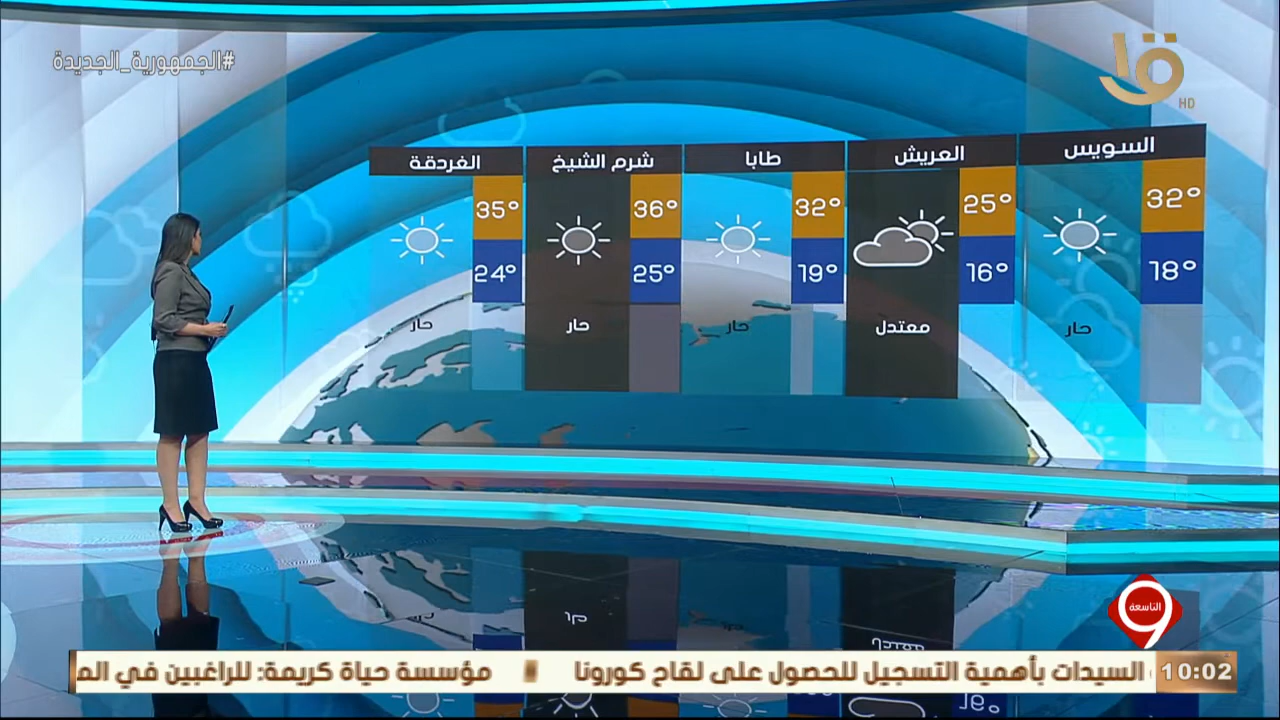 #الجمهورية_الجديدة
HD
السويس
32°
18°
حار
العريش
25°
16°
معتدل
طابا
32°
19°
حار
شرم الشيخ
36°
25°
حار
الغردقة
35°
24°
حار
التاسعة
9
10:02
السيدات بأهمية التسجيل للحصول على لقاح كورونا
مؤسسة حياة كريمة: للراغبين في الم